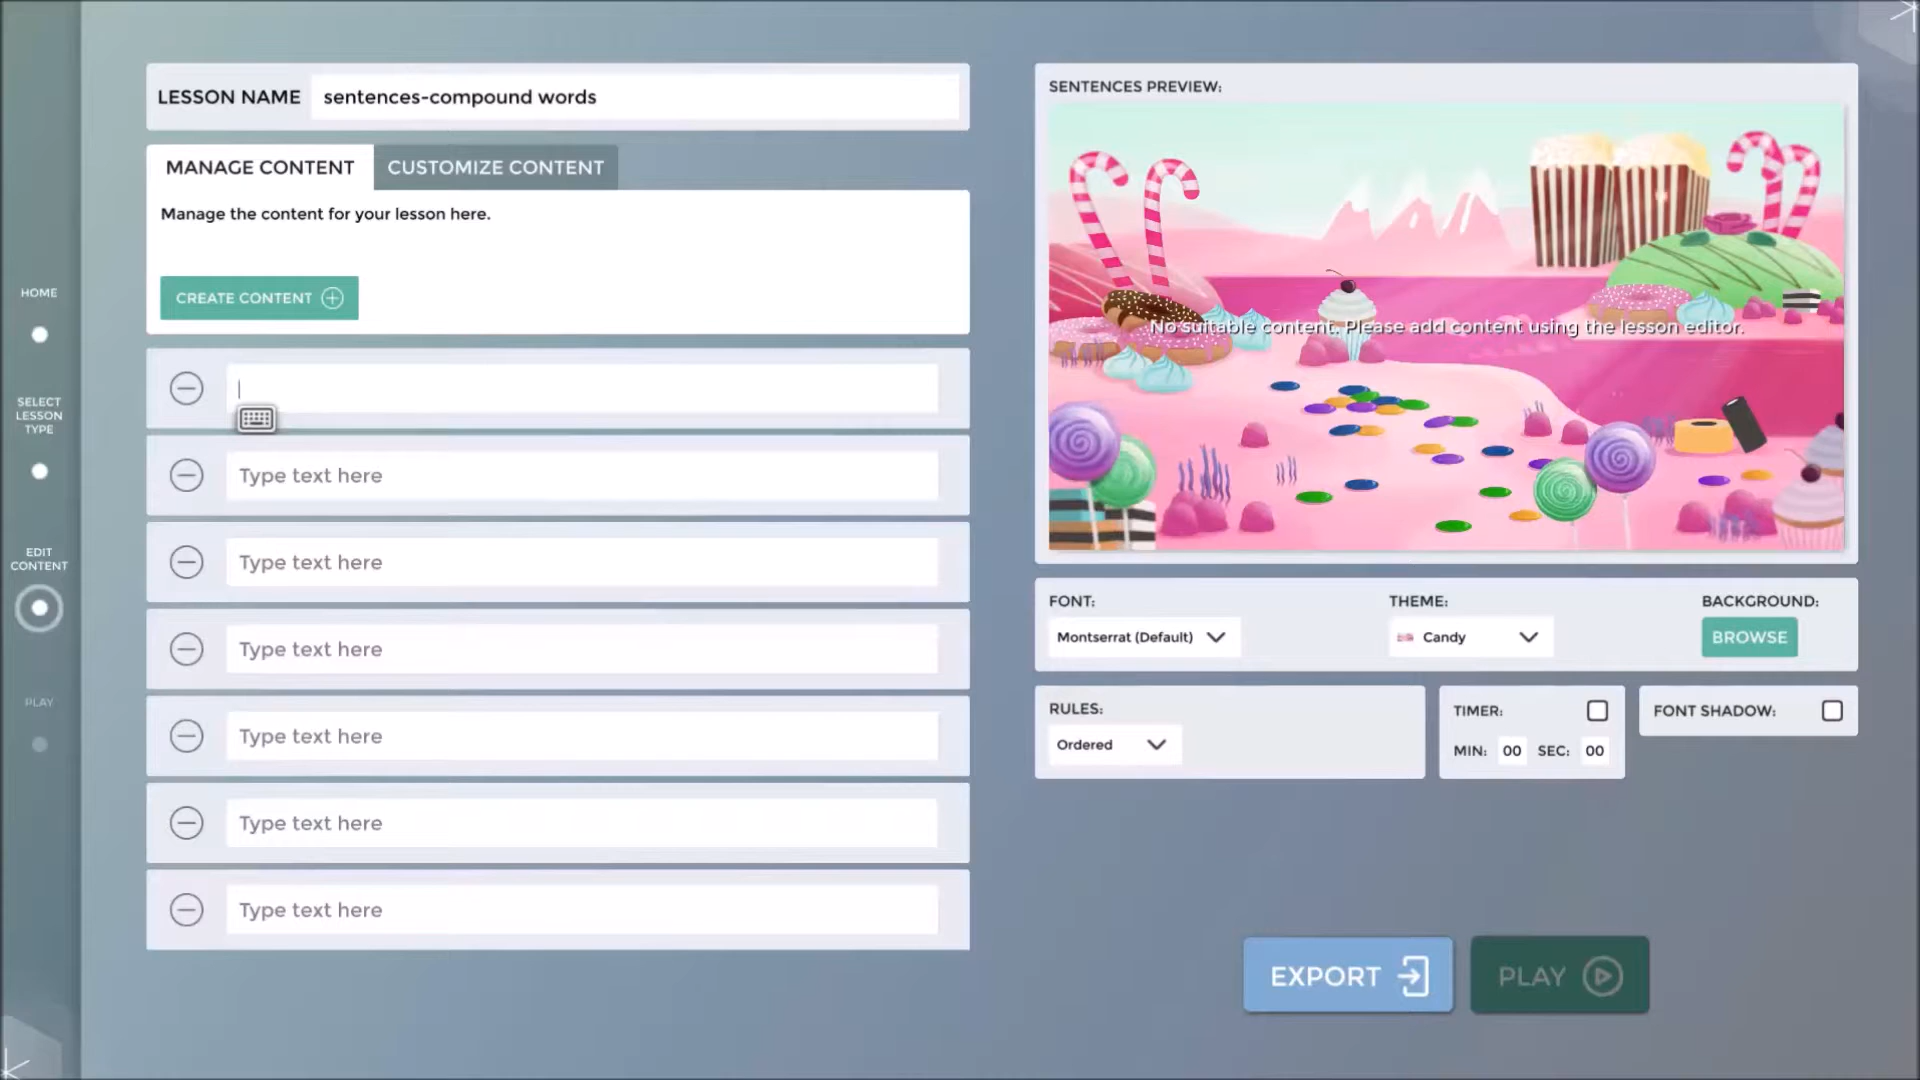 HOME
SELECT
LESSON
TYPE
EDIT
CONTENT
PLAY
LESSON NAME sentences-compound words
MANAGE CONTENT CUSTOMIZE CONTENT
Manage the content for your lesson here.
CREATE CONTENT
Type text here
Type text here
Type text here
Type text here
Type text here
Type text here
SENTENCES PREVIEW:
No suitable content. Please add content using the lesson editor.
FONT: THEME: BACKGROUND:
Montserrat (Default) Candy BROWSE
RULES:
Ordered
TIMER:
MIN: 00 SEC: 00
FONT SHADOW:
EXPORT PLAY